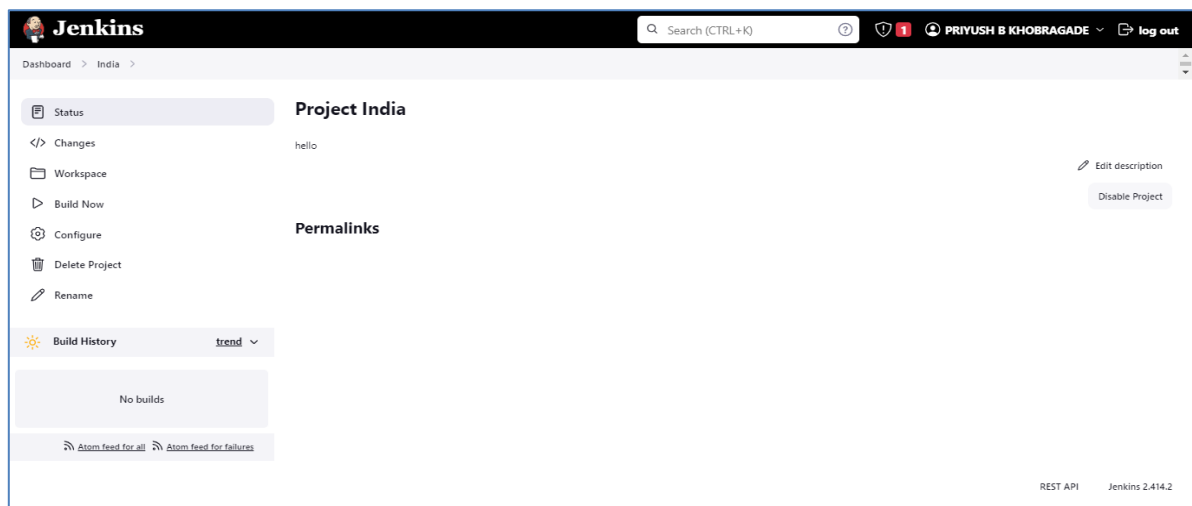 Jenkins
Search (CTRL+K)
1
PRIYUSH B KHOBRAGADE
log out
Dashboard > India >
Status
Changes
Workspace
Build Now
Configure
Delete Project
Rename
Build History trend
No builds
Atom feed for all Atom feed for failures
Project India
hello
Edit description
Disable Project
Permalinks
REST API Jenkins 2.414.2